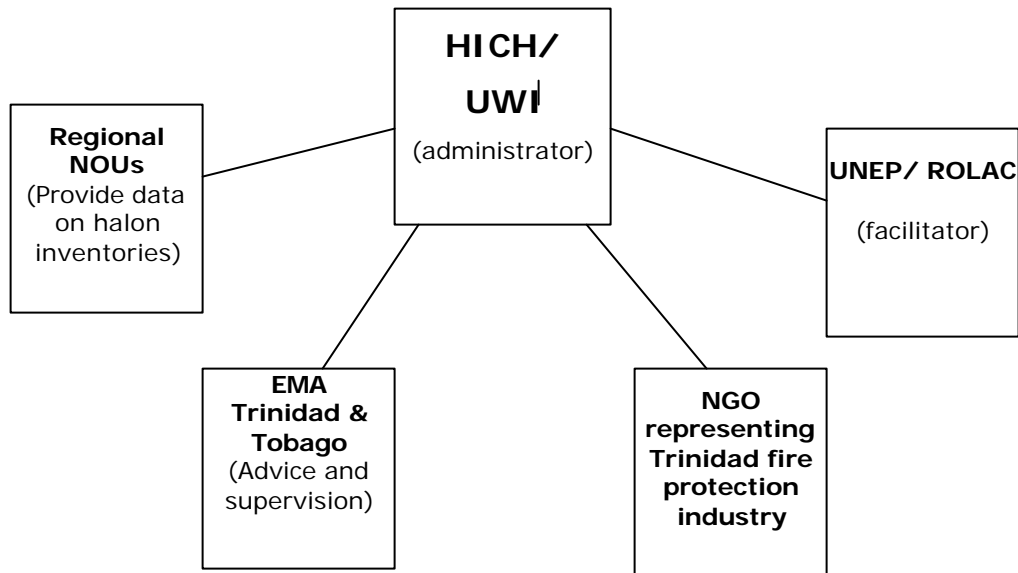 HICH/
UWI
(administrator)
Regional
NOUs
(Provide data
on halon
inventories)
UNEP/ ROLAC
(facilitator)
EMA
Trinidad &
Tobago
(Advice and
supervision)
NGO
representing
Trinidad fire
protection
industry